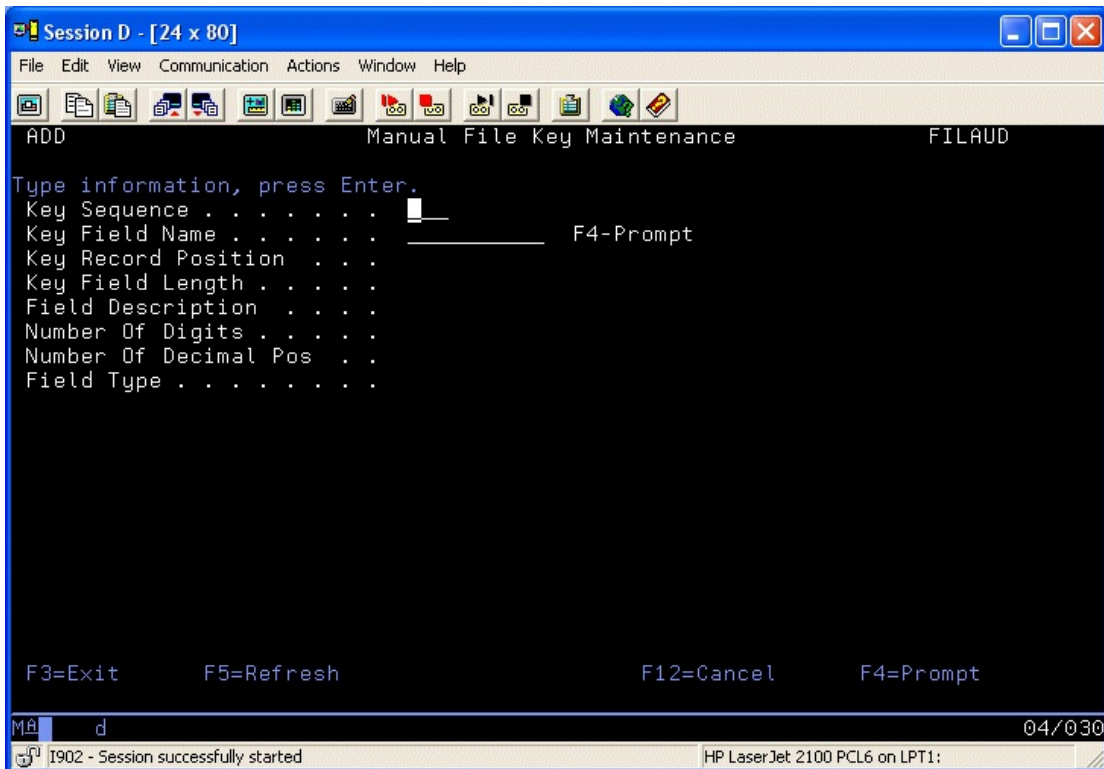 Session D - [24 x 80]
File Edit View Communication Actions Window Help
ADD Manual File Key Maintenance FILAUD
Type information, press Enter.
Key Sequence . . . . . . .
Key Field Name . . . . . . F4-Prompt
Key Record Position . . .
Key Field Length . . . . .
Field Description . . . .
Number Of Digits . . . . .
Number Of Decimal Pos . .
Field Type . . . . . . . .
F3=Exit F5=Refresh F12=Cancel F4=Prompt
MA d 04/030
I902 - Session successfully started HP LaserJet 2100 PCL6 on LPT1: